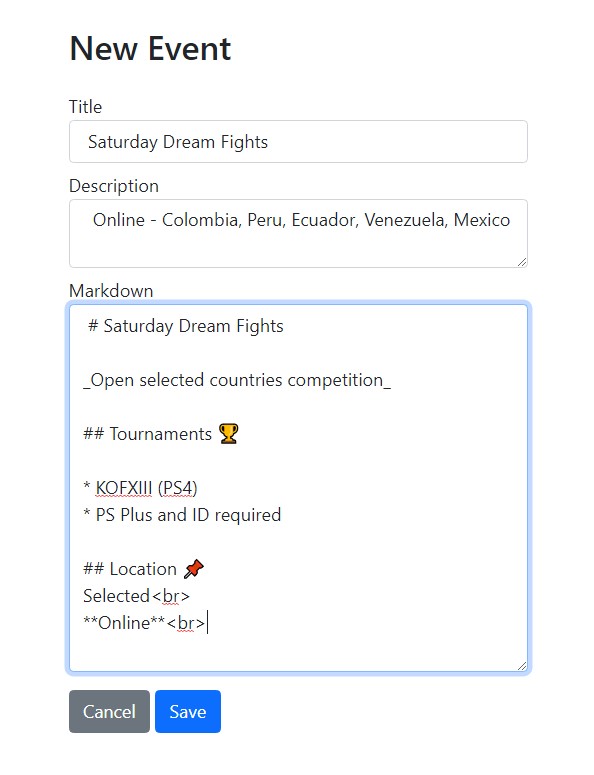 New Event
Title
Saturday Dream Fights
Description
Online - Colombia, Peru, Ecuador, Venezuela, Mexico
Markdown
# Saturday Dream Fights
_Open selected countries competition_
## Tournaments 🏆
* KOFXIII (PS4)
* PS Plus and ID required
## Location 📌
Selected<br>
**Online**<br>
Cancel Save